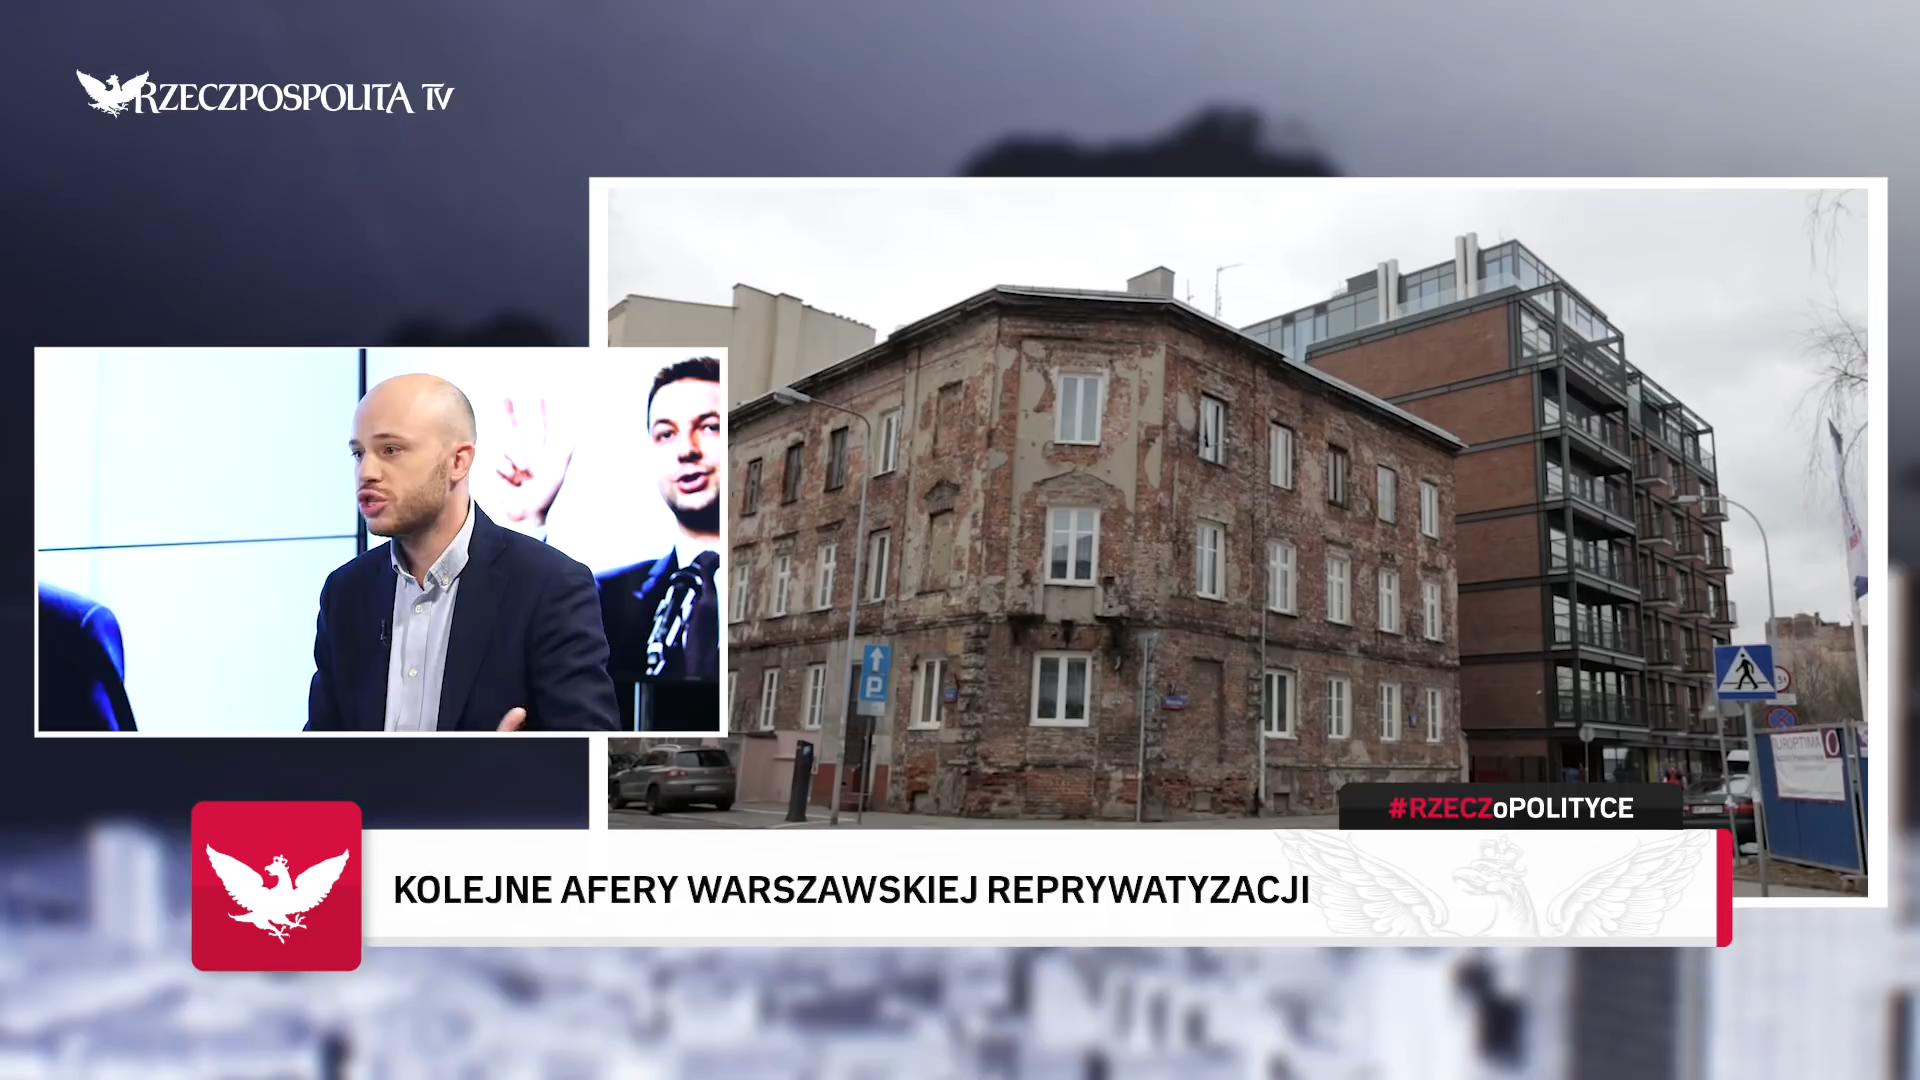 RZECZPOSPOLITA TV
P
#RZECZoPOLITYCE
KOLEJNE AFERY WARSZAWSKIEJ REPRYWATYZACJI